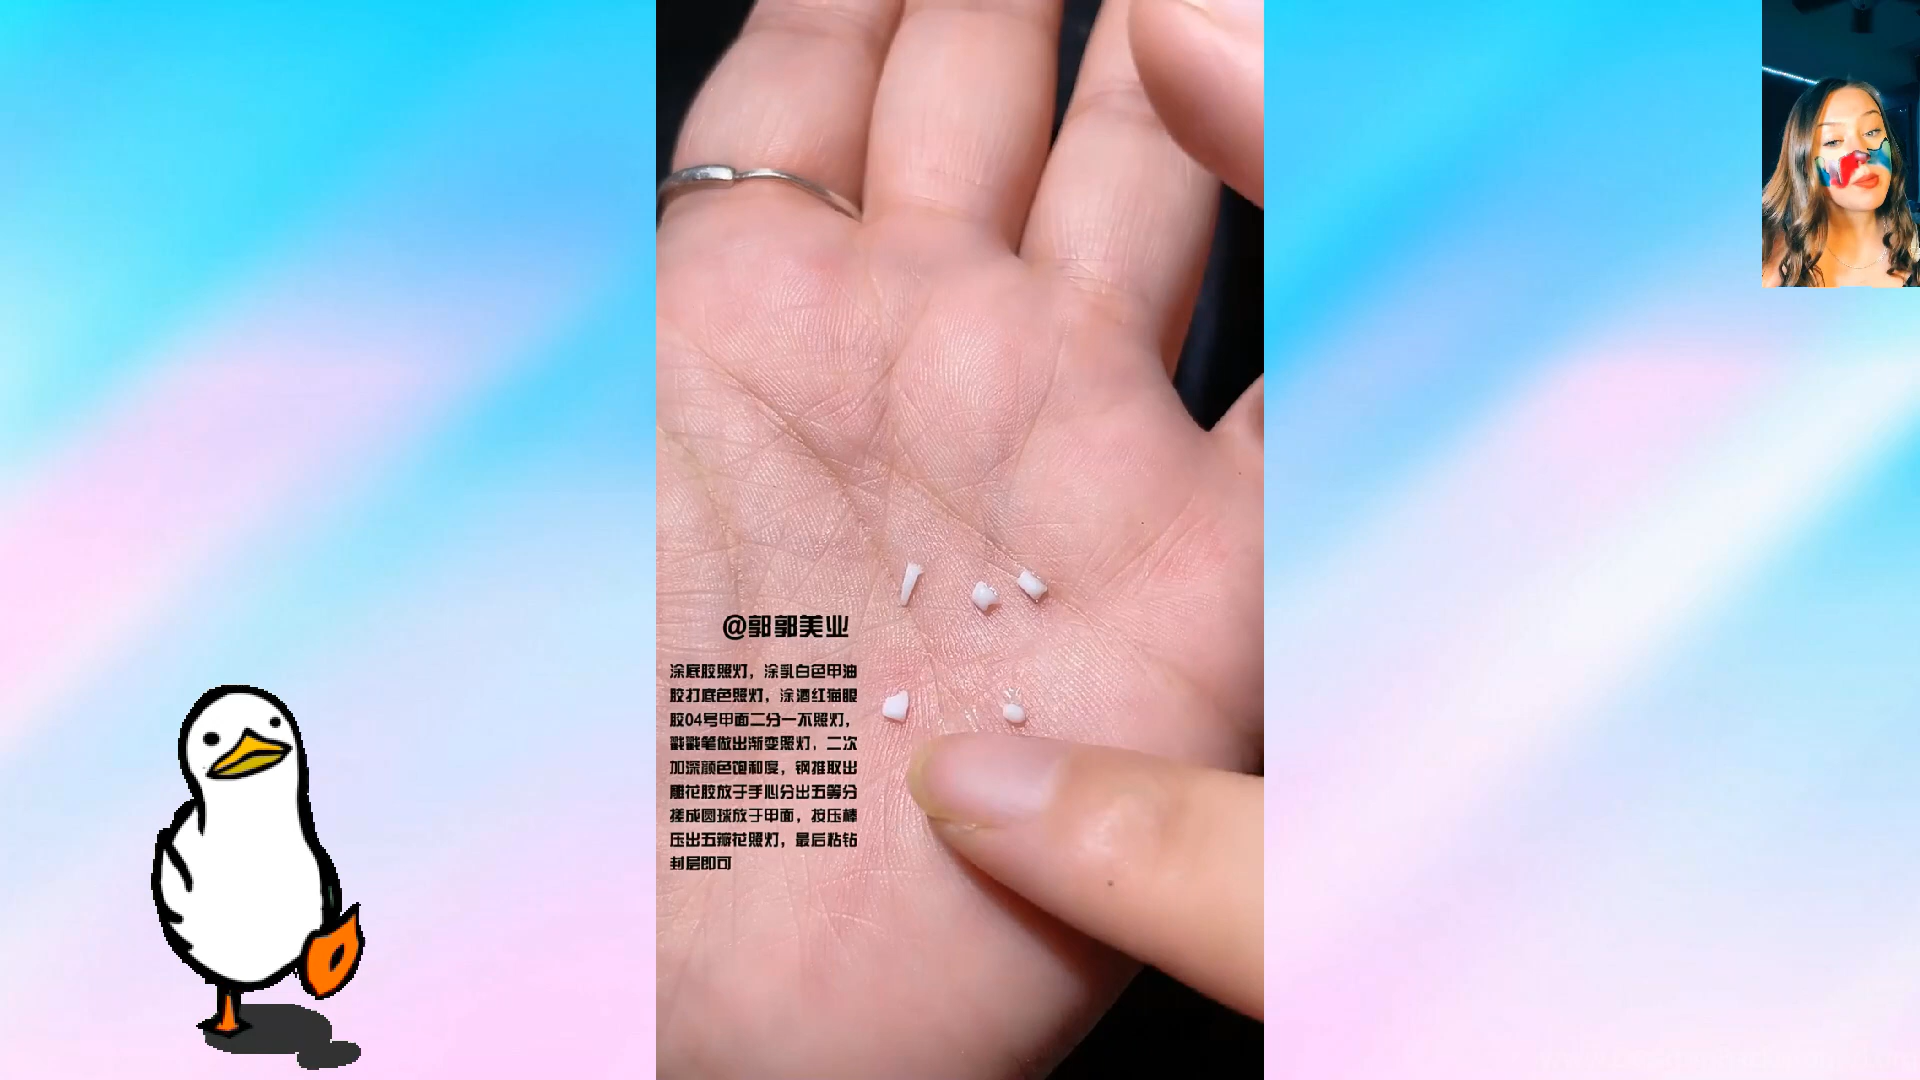 @郭郭美业
涂底胶照灯，涂乳白色甲油
胶打底色照灯，涂酒红猫眼
胶04号甲面二分一不照灯，
戳戳笔做出渐变照灯，二次
加深颜色饱和度，钢推取出
雕花胶放于手心分出五等分
搓成圆球放于甲面，按压棒
压出五瓣花照灯，最后粘钻
封层即可